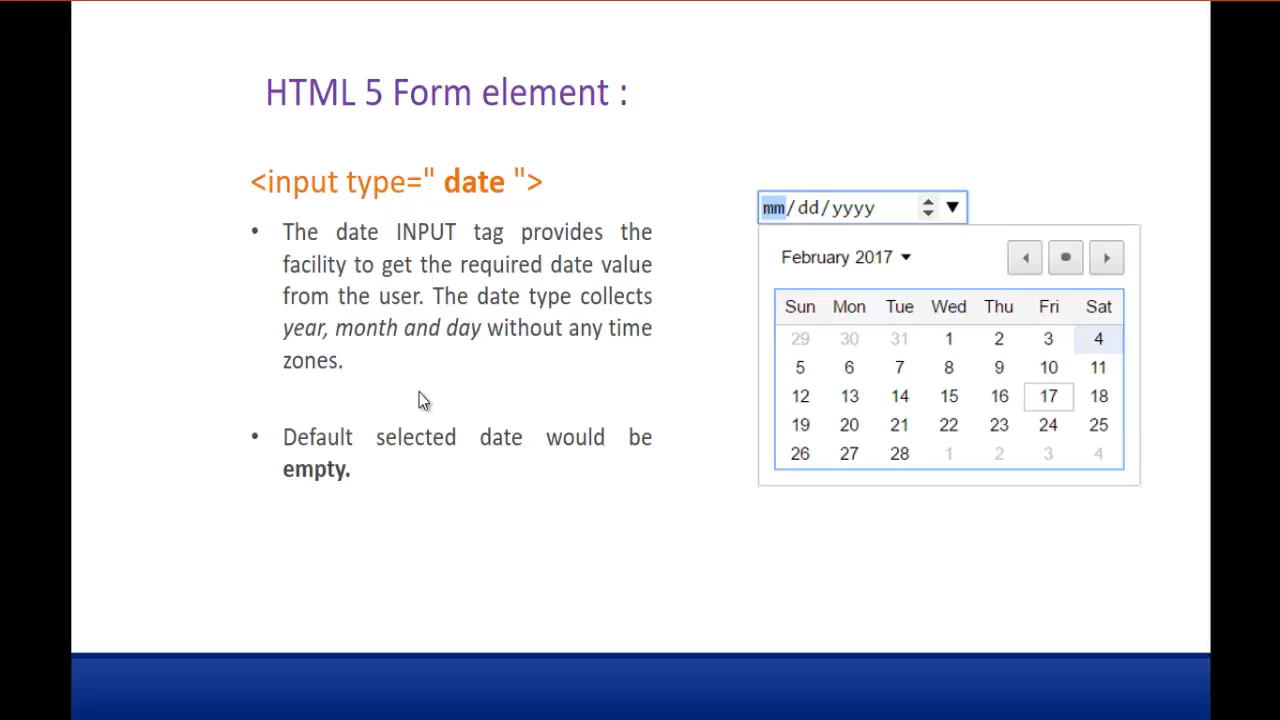 HTML 5 Form element :
<input type=" date ">
• The date INPUT tag provides the
facility to get the required date value
from the user. The date type collects
year, month and day without any time
zones.
• Default selected date would be
empty.
mm/dd/yyyy
February 2017
Sun Mon Tue Wed Thu Fri Sat
29 30 31 1 2 3 4
5 6 7 8 9 10 11
12 13 14 15 16 17 18
19 20 21 22 23 24 25
26 27 28 1 2 3 4